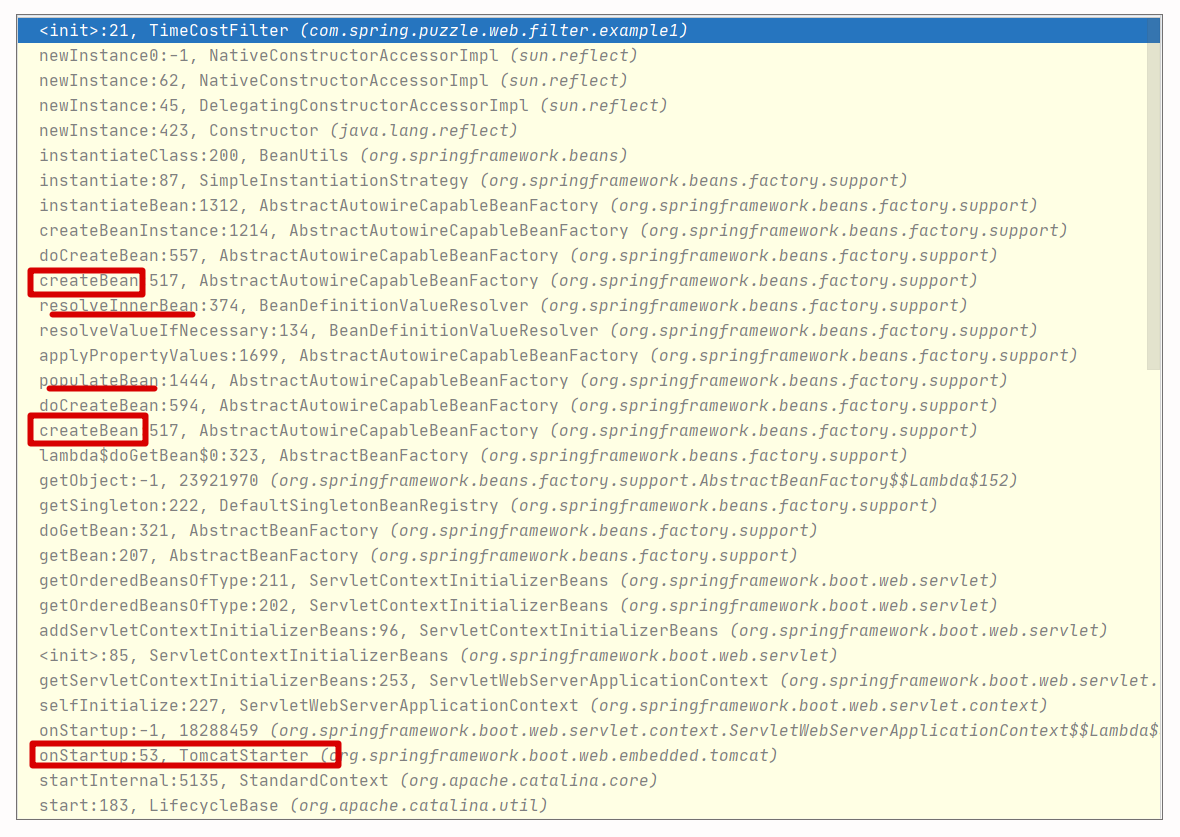 <init>:21, TimeCostFilter (com.spring.puzzle.web.filter.example1)
newInstance0:-1, NativeConstructorAccessorImpl (sun.reflect)
newInstance:62, NativeConstructorAccessorImpl (sun.reflect)
newInstance:45, DelegatingConstructorAccessorImpl (sun.reflect)
newInstance:423, Constructor (java.lang.reflect)
instantiateClass:200, BeanUtils (org.springframework.beans)
instantiate:87, SimpleInstantiationStrategy (org.springframework.beans.factory.support)
instantiateBean:1312, AbstractAutowireCapableBeanFactory (org.springframework.beans.factory.support)
createBeanInstance:1214, AbstractAutowireCapableBeanFactory (org.springframework.beans.factory.support)
doCreateBean:557, AbstractAutowireCapableBeanFactory (org.springframework.beans.factory.support)
createBean:517, AbstractAutowireCapableBeanFactory (org.springframework.beans.factory.support)
resolveInnerBean:374, BeanDefinitionValueResolver (org.springframework.beans.factory.support)
resolveValueIfNecessary:134, BeanDefinitionValueResolver (org.springframework.beans.factory.support)
applyPropertyValues:1699, AbstractAutowireCapableBeanFactory (org.springframework.beans.factory.support)
populateBean:1444, AbstractAutowireCapableBeanFactory (org.springframework.beans.factory.support)
doCreateBean:594, AbstractAutowireCapableBeanFactory (org.springframework.beans.factory.support)
createBean:517, AbstractAutowireCapableBeanFactory (org.springframework.beans.factory.support)
lambda$doGetBean$0:323, AbstractBeanFactory (org.springframework.beans.factory.support)
getObject:-1, 23921970 (org.springframework.beans.factory.support.AbstractBeanFactory$$Lambda$152)
getSingleton:222, DefaultSingletonBeanRegistry (org.springframework.beans.factory.support)
doGetBean:321, AbstractBeanFactory (org.springframework.beans.factory.support)
getBean:207, AbstractBeanFactory (org.springframework.beans.factory.support)
getOrderedBeansOfType:211, ServletContextInitializerBeans (org.springframework.boot.web.servlet)
getOrderedBeansOfType:202, ServletContextInitializerBeans (org.springframework.boot.web.servlet)
addServletContextInitializerBeans:96, ServletContextInitializerBeans (org.springframework.boot.web.servlet)
<init>:85, ServletContextInitializerBeans (org.springframework.boot.web.servlet)
getServletContextInitializerBeans:253, ServletWebServerApplicationContext (org.springframework.boot.web.servlet.
selfInitialize:227, ServletWebServerApplicationContext (org.springframework.boot.web.servlet.context)
onStartup:-1, 18288459 (org.springframework.boot.web.servlet.context.ServletWebServerApplicationContext$$Lambda$
onStartup:53, TomcatStarter (org.springframework.boot.web.embedded.tomcat)
startInternal:5135, StandardContext (org.apache.catalina.core)
start:183, LifecycleBase (org.apache.catalina.util)